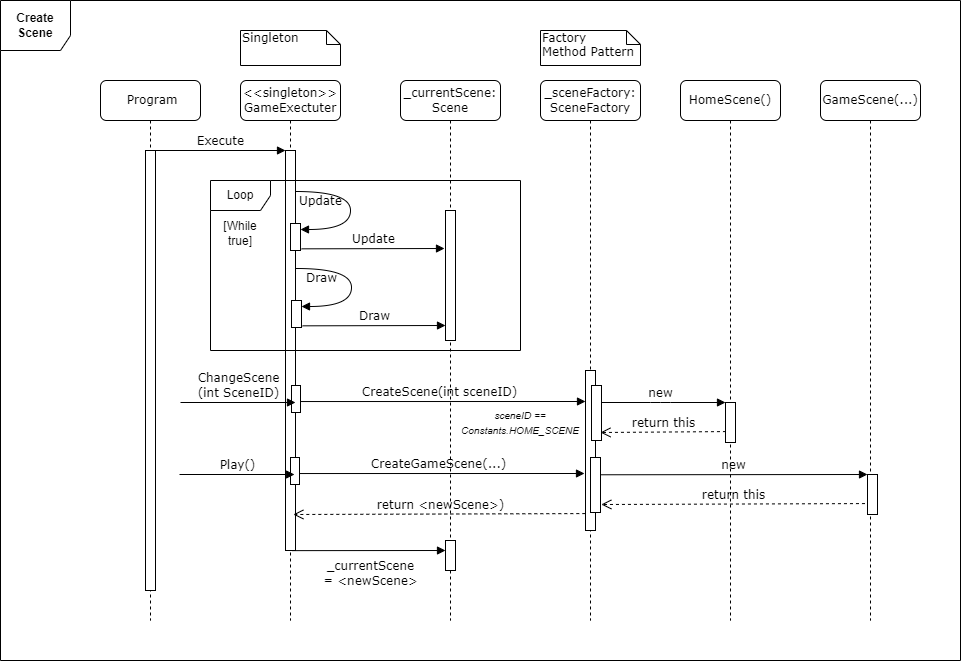 Create
Scene
Singleton
Factory
Method Pattern
Program
<<singleton>>
GameExectuter
_currentScene:
Scene
_sceneFactory:
SceneFactory
HomeScene()
GameScene(...)
Execute
Loop
[While
true]
Update
Update
Draw
Draw
ChangeScene
(int SceneID)
CreateScene(int sceneID)
new
sceneID ==
Constants.HOME_SCENE
return this
Play()
CreateGameScene(...)
new
return this
return <newScene>)
_currentScene
= <newScene>